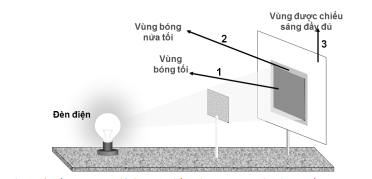 Vùng bóng
nửa tối
2
Vùng được chiếu
sáng đầy đủ
3
Vùng
bóng tối
1
Đèn điện